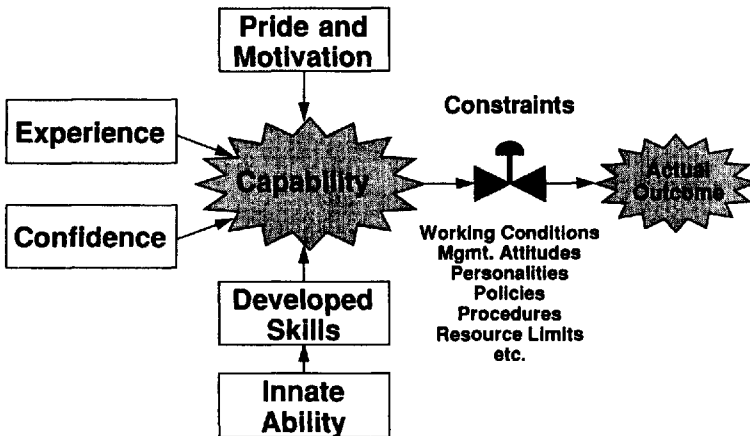 Pride and
Motivation
Experience
Confidence
Capability
Developed
Skills
Innate
Ability
Constraints
Working Conditions
Mgmt. Attitudes
Personalities
Policies
Procedures
Resource Limits
etc.
Actual
Outcome